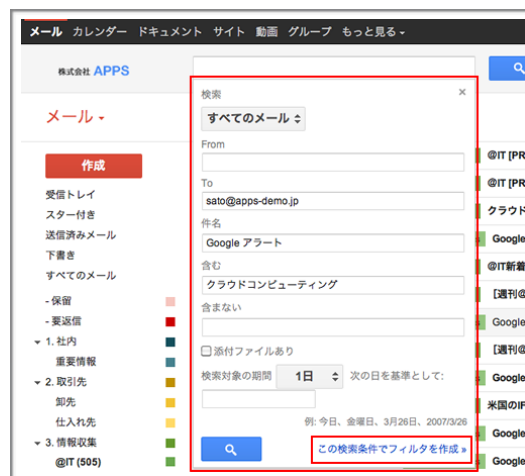 メール カレンダー ドキュメント サイト 動画 グループ もっと見る
株式会社 APPS
メール
作成
受信トレイ
スター付き
送信済みメール
下書き
すべてのメール
- 保留
- 要返信
1. 社内
重要情報
2. 取引先
卸先
仕入れ先
3. 情報収集
@IT (505)
検索
×
すべてのメール
From
To
sato@apps-demo.jp
件名
Google アラート
含む
クラウドコンピューティング
含まない
添付ファイルあり
検索対象の期間 1日 次の日を基準として:
例: 今日、金曜日、3月26日、2007/3/26
この検索条件でフィルタを作成 »
@IT [PR
@IT [PR
クラウド
Google
@IT新着
[週刊@
Google
[週刊@
Google
米国のIF
Google
Google